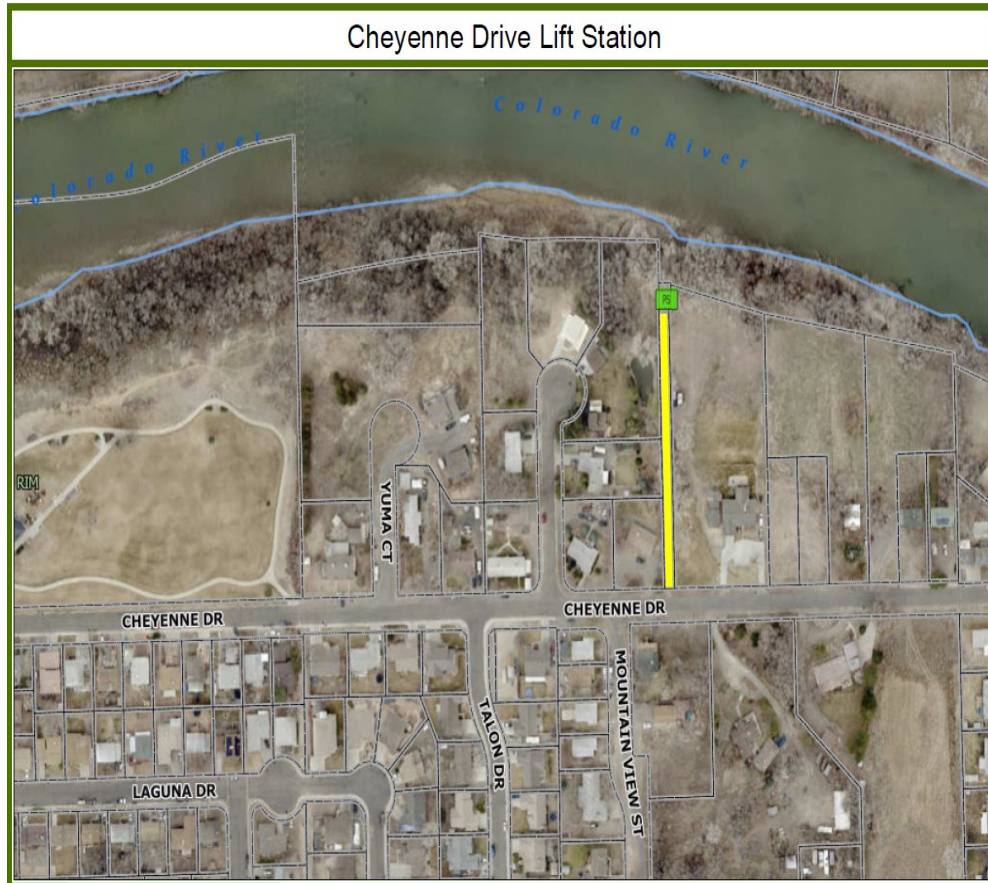 Cheyenne Drive Lift Station
Colorado River
Colorado River
PS
RIM
YUMA CT
CHEYENNE DR
CHEYENNE DR
MOUNTAIN VIEW ST
TALON DR
LAGUNA DR